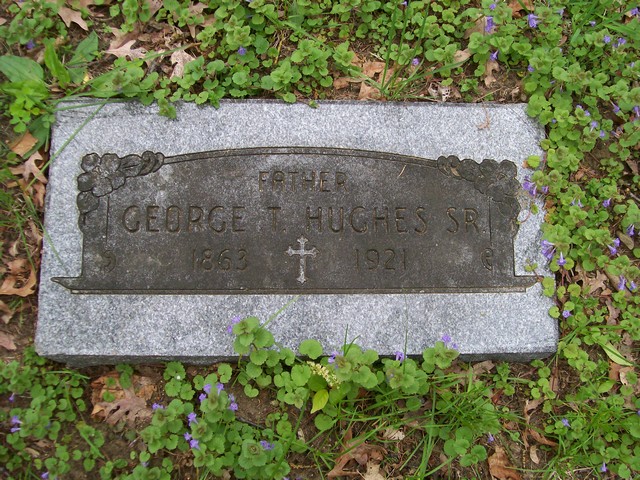 FATHER
GEORGE T. HUGHES SR.
1863 1921